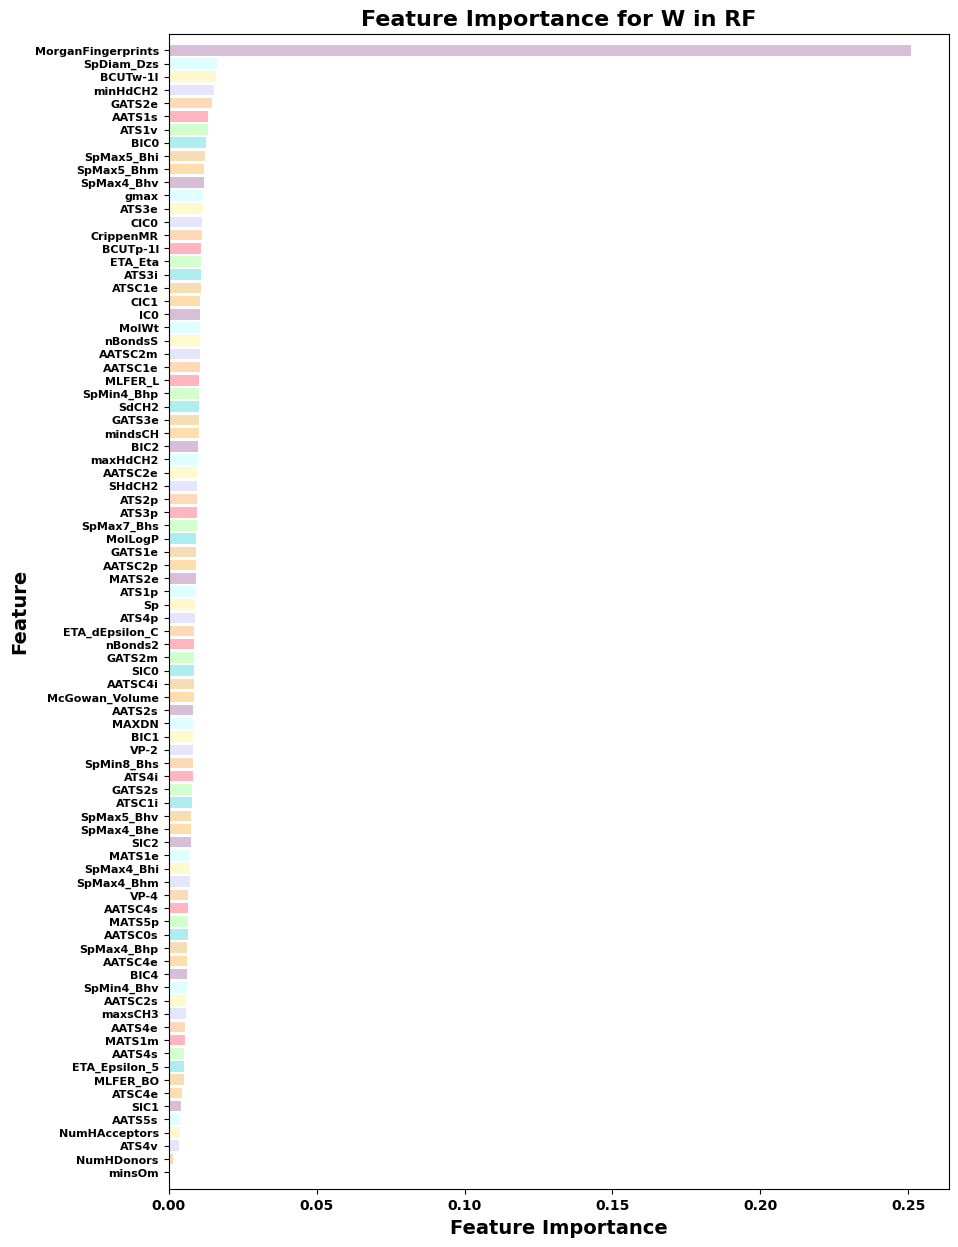 Feature Importance for W in RF
MorganFingerprints
SpDiam_Dzs
BCUTw-1l
minHdCH2
GATS2e
AATS1s
ATS1v
BIC0
SpMax5_Bhi
SpMax5_Bhm
SpMax4_Bhv
gmax
ATS3e
CIC0
CrippenMR
BCUTp-1l
ETA_Eta
ATS3i
ATSC1e
CIC1
IC0
MolWt
nBondsS
AATSC2m
AATSC1e
MLFER_L
SpMin4_Bhp
SdCH2
GATS3e
mindsCH
BIC2
maxHdCH2
AATSC2e
SHdCH2
ATS2p
ATS3p
SpMax7_Bhs
MolLogP
GATS1e
AATSC2p
MATS2e
ATS1p
Sp
ATS4p
ETA_dEpsilon_C
nBonds2
GATS2m
SIC0
AATSC4i
McGowan_Volume
AATS2s
MAXDN
BIC1
VP-2
SpMin8_Bhs
ATS4i
GATS2s
ATSC1i
SpMax5_Bhv
SpMax4_Bhe
SIC2
MATS1e
SpMax4_Bhi
SpMax4_Bhm
VP-4
AATSC4s
MATS5p
AATSC0s
SpMax4_Bhp
AATSC4e
BIC4
SpMin4_Bhv
AATSC2s
maxsCH3
AATS4e
MATS1m
AATS4s
ETA_Epsilon_5
MLFER_BO
ATSC4e
SIC1
AATS5s
NumHAcceptors
ATS4v
NumHDonors
minsOm
Feature
0.00 0.05 0.10 0.15 0.20 0.25
Feature Importance